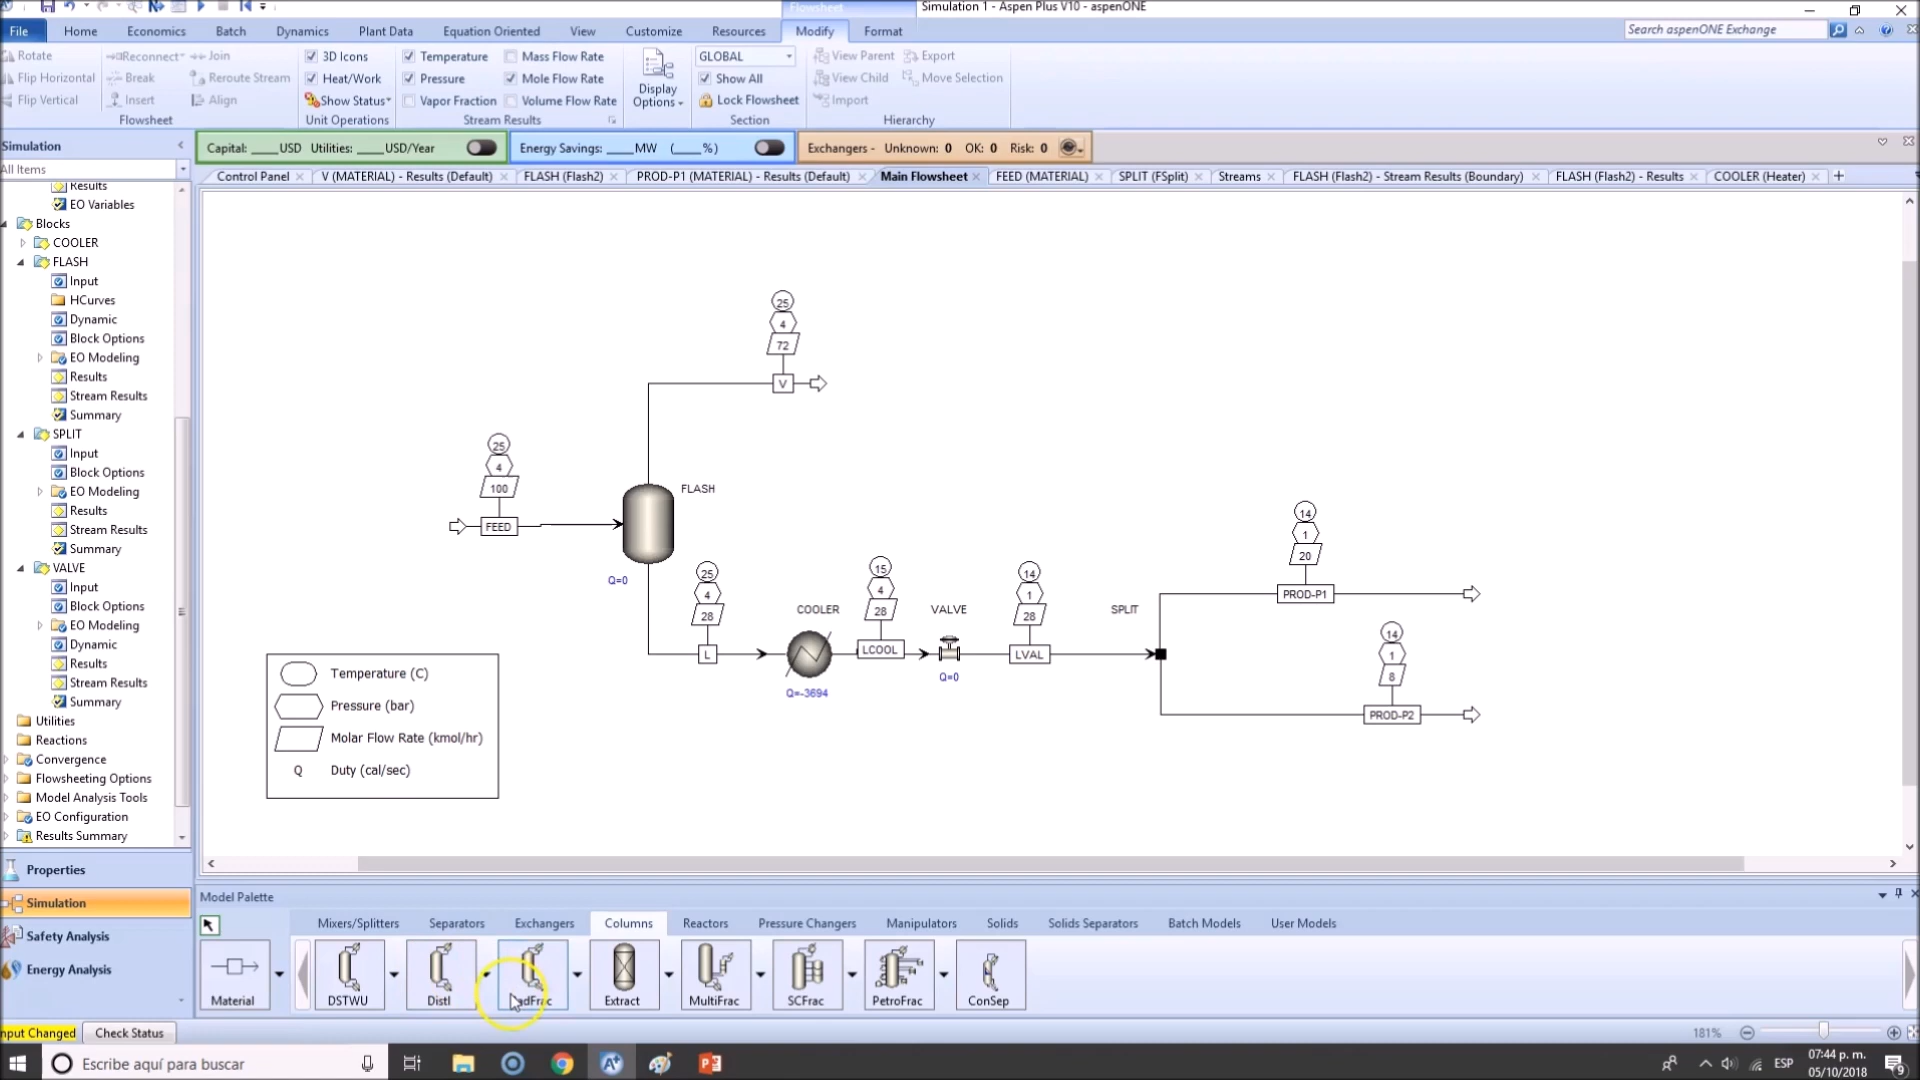 Flowsheet
Simulation 1 - Aspen Plus V10 - aspenONE
File Home Economics Batch Dynamics Plant Data Equation Oriented View Customize Resources Modify Format
Search aspenONE Exchange
Rotate Reconnect Join 3D Icons Temperature Mass Flow Rate GLOBAL View Parent Export
Flip Horizontal Break Reroute Stream Heat/Work Pressure Mole Flow Rate Display Options Show All View Child Move Selection
Flip Vertical Insert Align Show Status Vapor Fraction Volume Flow Rate Lock Flowsheet Import
Flowsheet Unit Operations Stream Results Section Hierarchy
Simulation
Capital: ____USD Utilities: ____USD/Year
Energy Savings: ____MW (____%)
Exchangers - Unknown: 0 OK: 0 Risk: 0
All Items
Control Panel
V (MATERIAL) - Results (Default)
FLASH (Flash2)
PROD-P1 (MATERIAL) - Results (Default)
Main Flowsheet
FEED (MATERIAL)
SPLIT (FSplit)
Streams
FLASH (Flash2) - Stream Results (Boundary)
FLASH (Flash2) - Results
COOLER (Heater)
Results
EO Variables
Blocks
COOLER
FLASH
Input
HCurves
Dynamic
Block Options
EO Modeling
Results
Stream Results
Summary
SPLIT
Input
Block Options
EO Modeling
Results
Stream Results
Summary
VALVE
Input
Block Options
EO Modeling
Dynamic
Results
Stream Results
Summary
Utilities
Reactions
Convergence
Flowsheeting Options
Model Analysis Tools
EO Configuration
Results Summary
Properties
Simulation
Safety Analysis
Energy Analysis
25
4
72
V
25
4
100
FEED
FLASH
Q=0
25
4
28
L
COOLER
Q=-3694
15
4
28
LCOOL
VALVE
Q=0
14
1
28
LVAL
SPLIT
14
1
20
PROD-P1
14
1
8
PROD-P2
Temperature (C)
Pressure (bar)
Molar Flow Rate (kmol/hr)
Q Duty (cal/sec)
Model Palette
Mixers/Splitters Separators Exchangers Columns Reactors Pressure Changers Manipulators Solids Solids Separators Batch Models User Models
Material DSTWU Distl RadFrac Extract MultiFrac SCFrac PetroFrac ConSep
Input Changed Check Status
181%
Escribe aquí para buscar
ESP
07:44 p. m.
05/10/2018
9